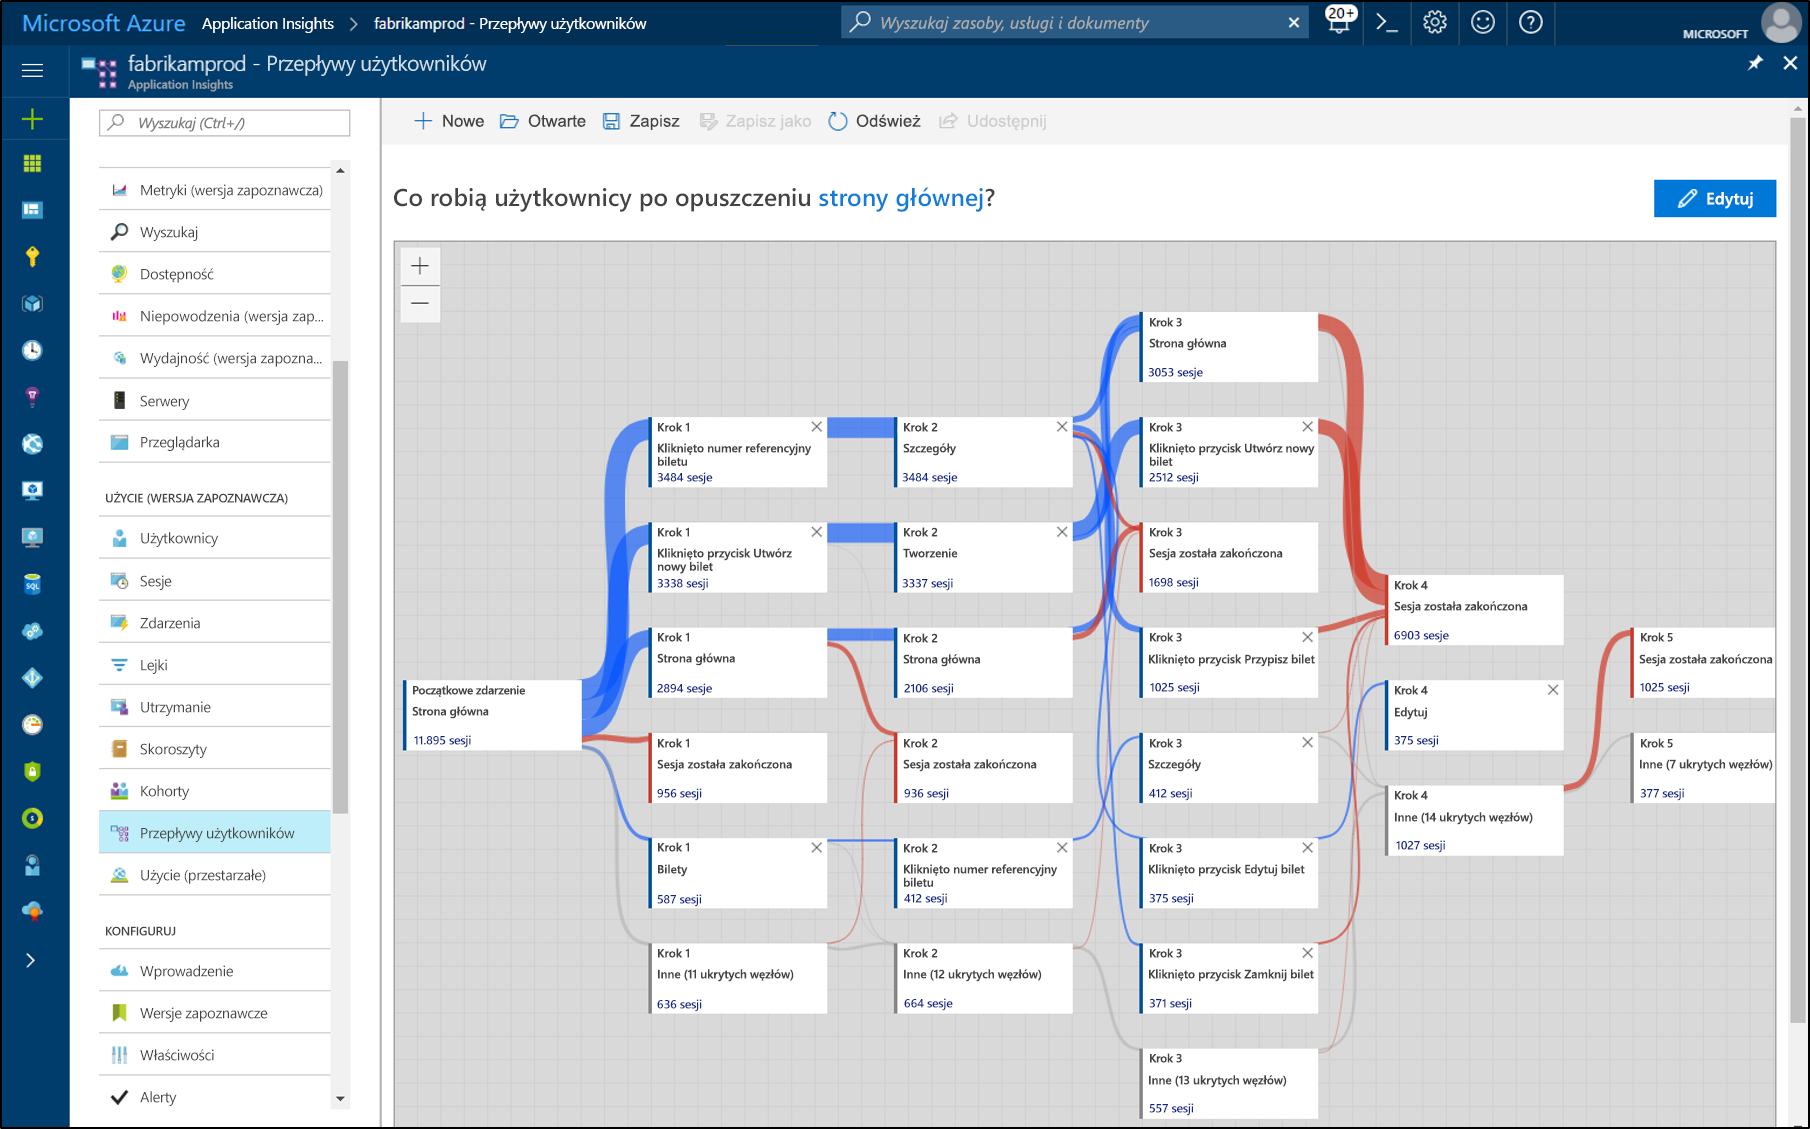 Microsoft Azure
Application Insights
fabrikamprod - Przepływy użytkowników
Wyszukaj zasoby, usługi i dokumenty
20+
MICROSOFT
fabrikamprod - Przepływy użytkowników
Application Insights
Wyszukaj (Ctrl+/)
Metryki (wersja zapoznawcza)
Wyszukaj
Dostępność
Niepowodzenia (wersja zap...
Wydajność (wersja zapozna...
Serwery
Przeglądarka
UŻYCIE (WERSJA ZAPOZNAWCZA)
Użytkownicy
Sesje
Zdarzenia
Lejki
Utrzymanie
Skoroszyty
Kohorty
Przepływy użytkowników
Użycie (przestarzałe)
KONFIGURUJ
Wprowadzenie
Wersje zapoznawcze
Właściwości
Alerty
Nowe
Otwarte
Zapisz
Zapisz jako
Odśwież
Udostępnij
Co robią użytkownicy po opuszczeniu strony głównej?
Edytuj
Początkowe zdarzenie
Strona główna
11.895 sesji
Krok 1
Kliknięto numer referencyjny
biletu
3484 sesje
Krok 1
Kliknięto przycisk Utwórz
nowy bilet
3338 sesji
Krok 1
Strona główna
2894 sesje
Krok 1
Sesja została zakończona
956 sesji
Krok 1
Bilety
587 sesji
Krok 1
Inne (11 ukrytych węzłów)
636 sesji
Krok 2
Szczegóły
3484 sesje
Krok 2
Tworzenie
3337 sesji
Krok 2
Strona główna
2106 sesji
Krok 2
Sesja została zakończona
936 sesji
Krok 2
Kliknięto numer referencyjny
biletu
412 sesji
Krok 2
Inne (12 ukrytych węzłów)
664 sesje
Krok 3
Strona główna
3053 sesje
Krok 3
Kliknięto przycisk Utwórz nowy
bilet
2512 sesji
Krok 3
Sesja została zakończona
1698 sesji
Krok 3
Kliknięto przycisk Przypisz bilet
1025 sesji
Krok 3
Szczegóły
412 sesji
Krok 3
Kliknięto przycisk Edytuj bilet
375 sesji
Krok 3
Kliknięto przycisk Zamknij bilet
371 sesji
Krok 3
Inne (13 ukrytych węzłów)
557 sesji
Krok 4
Sesja została zakończona
6903 sesje
Krok 4
Edytuj
375 sesji
Krok 4
Inne (14 ukrytych węzłów)
1027 sesji
Krok 5
Sesja została zakończona
1025 sesji
Krok 5
Inne (7 ukrytych węzłów)
377 sesji